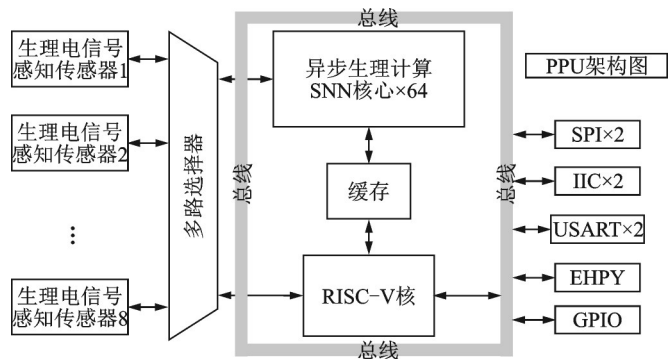 总线
生理电信号
感知传感器1
生理电信号
感知传感器2
⋮
生理电信号
感知传感器8
多路选择器
总线
异步生理计算
SNN核心×64
缓存
RISC-V核
总线
总线
PPU架构图
SPI×2
IIC×2
USART×2
EHPY
GPIO